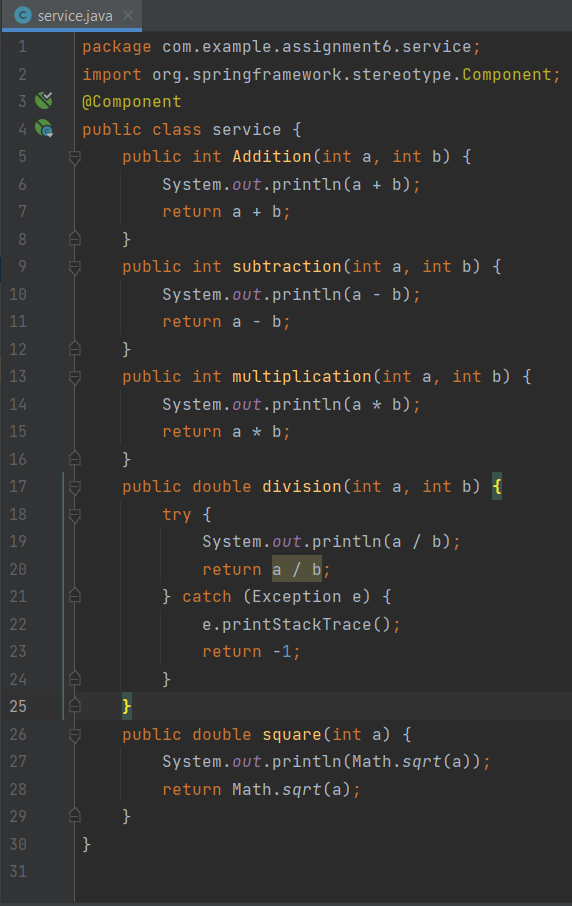 service.java
1 package com.example.assignment6.service;
2 import org.springframework.stereotype.Component;
3 @Component
4 public class service {
5     public int Addition(int a, int b) {
6         System.out.println(a + b);
7         return a + b;
8     }
9     public int subtraction(int a, int b) {
10         System.out.println(a - b);
11         return a - b;
12     }
13     public int multiplication(int a, int b) {
14         System.out.println(a * b);
15         return a * b;
16     }
17     public double division(int a, int b) {
18         try {
19             System.out.println(a / b);
20             return a / b;
21         } catch (Exception e) {
22             e.printStackTrace();
23             return -1;
24         }
25     }
26     public double square(int a) {
27         System.out.println(Math.sqrt(a));
28         return Math.sqrt(a);
29     }
30 }
31